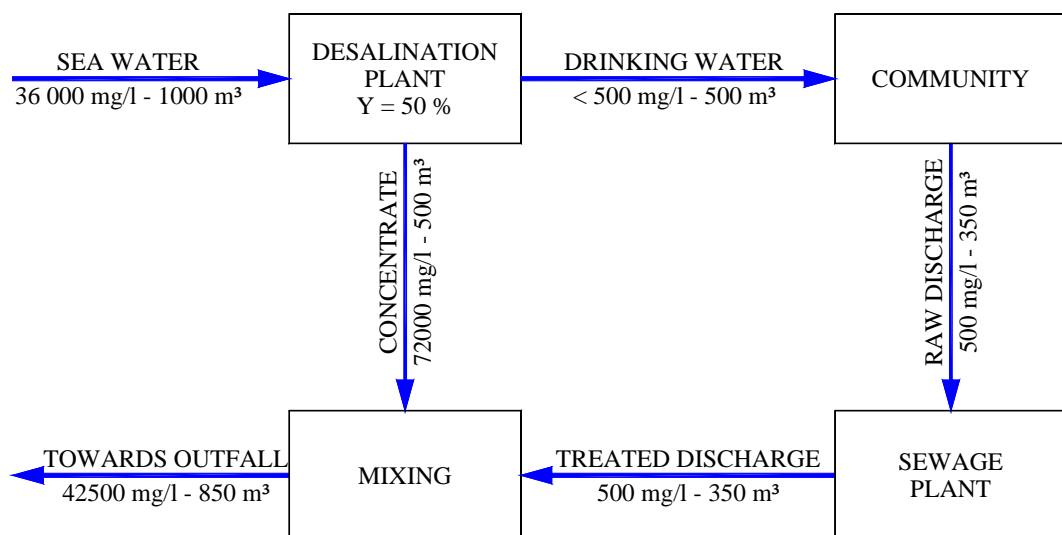 SEA WATER
36 000 mg/l - 1000 m³
DESALINATION
PLANT
Y = 50 %
DRINKING WATER
< 500 mg/l - 500 m³
COMMUNITY
CONCENTRATE
72000 mg/l - 500 m³
RAW DISCHARGE
500 mg/l - 350 m³
TOWARDS OUTFALL
42500 mg/l - 850 m³
MIXING
TREATED DISCHARGE
500 mg/l - 350 m³
SEWAGE
PLANT